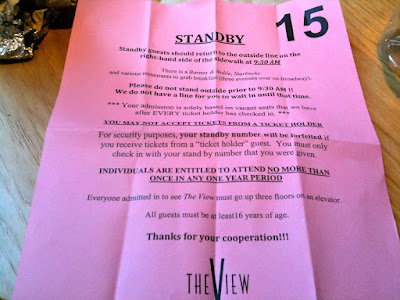 15
STANDBY
Standby guests should return to the outside line on the
right-hand side of the sidewalk at 9:30 AM
There is a Barnes & Noble, Starbucks
and various restaurants to grab breakfast (three avenues over on broadway).
Please do not stand outside prior to 9:30 AM !!
We do not have a line for you to wait in until that time.
*** Your admission is solely based on vacant seats that we have
after EVERY ticket holder has checked in. ***
YOU MAY NOT ACCEPT TICKETS FROM A TICKET HOLDER
For security purposes, your standby number will be forfeited if
you receive tickets from a "ticket holder" guest. You must only
check in with your stand by number that you were given.
INDIVIDUALS ARE ENTITLED TO ATTEND NO MORE THAN
ONCE IN ANY ONE YEAR PERIOD
Everyone admitted in to see The View must go up three floors on an elevator.
All guests must be at least16 years of age.
Thanks for your cooperation!!!
THE VIEW